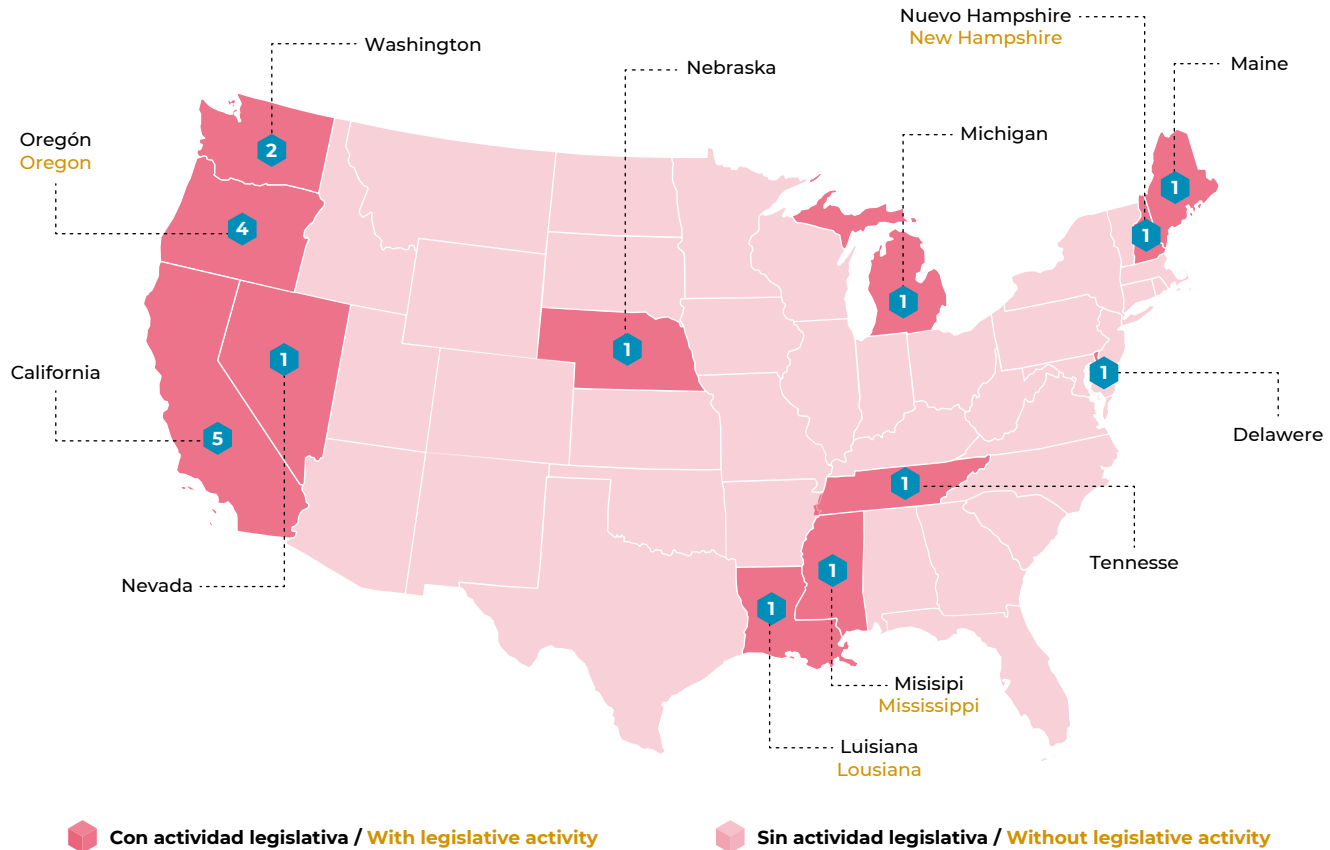 Nuevo Hampshire
New Hampshire
Washington
Maine
Nebraska
Michigan
Oregón
Oregon
2
1
4
1
1
1
1
California
1
5
Delawere
1
Tennesse
1
Nevada
1
Misisipi
Mississippi
Luisiana
Lousiana
Con actividad legislativa / With legislative activity
Sin actividad legislativa / Without legislative activity